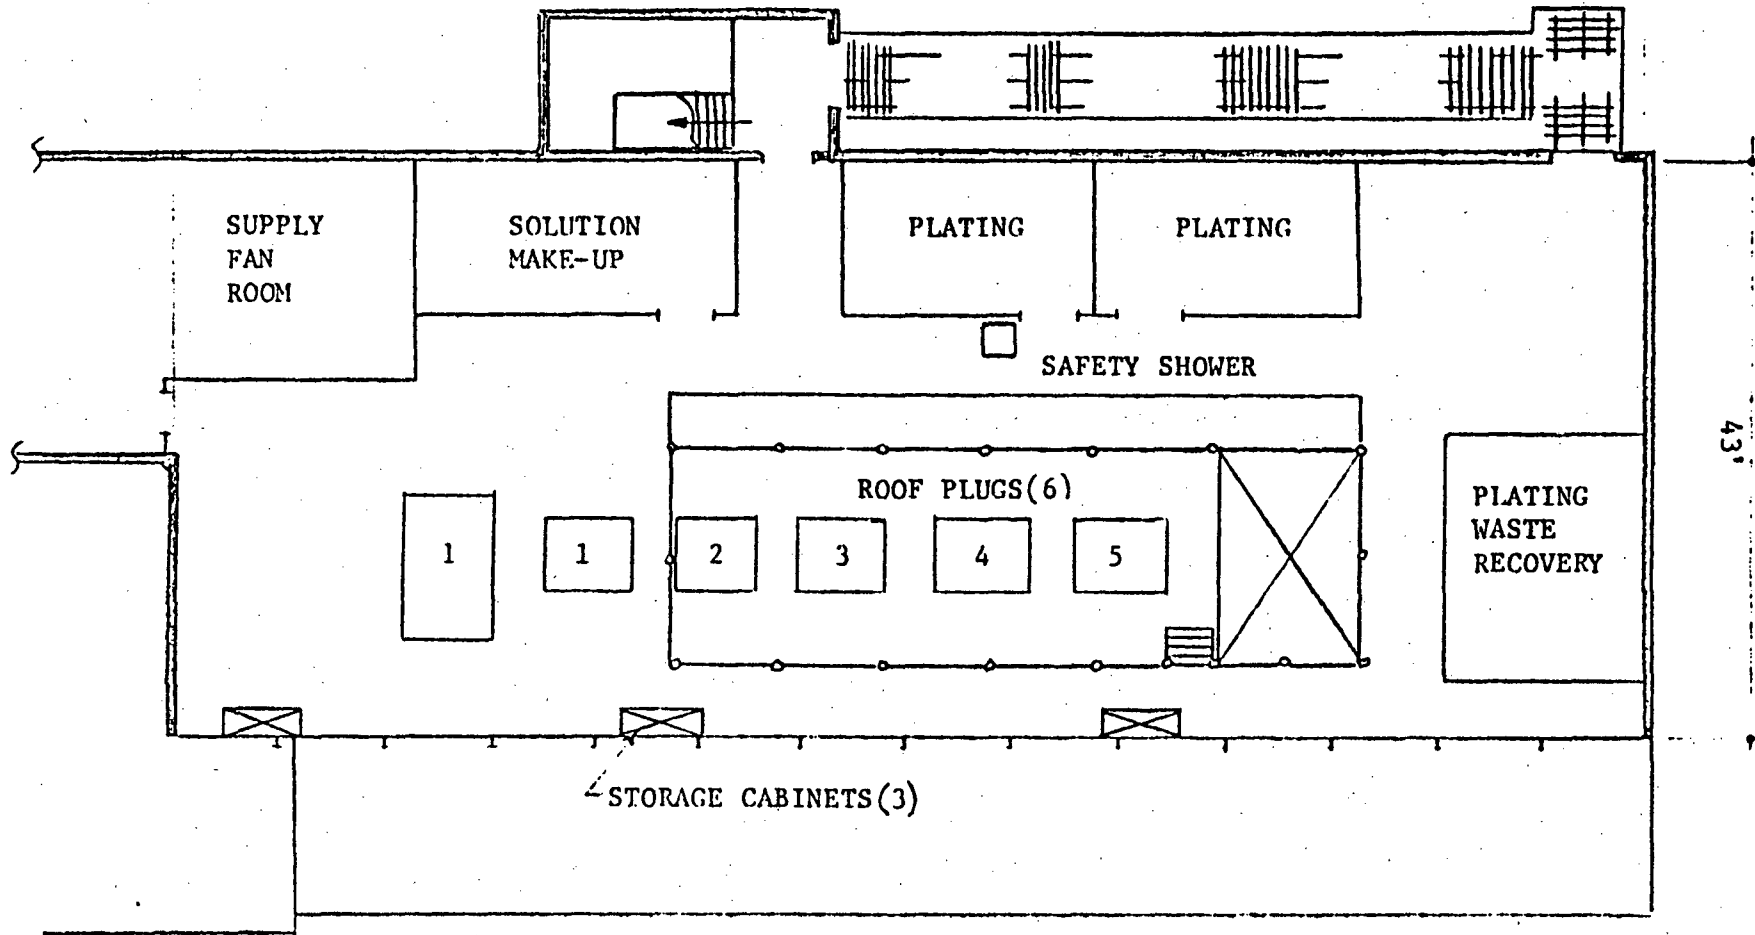 SUPPLY
FAN
ROOM
SOLUTION
MAKE-UP
PLATING
PLATING
SAFETY SHOWER
43'
ROOF PLUGS(6)
PLATING
WASTE
RECOVERY
1
1
2
3
4
5
STORAGE CABINETS(3)